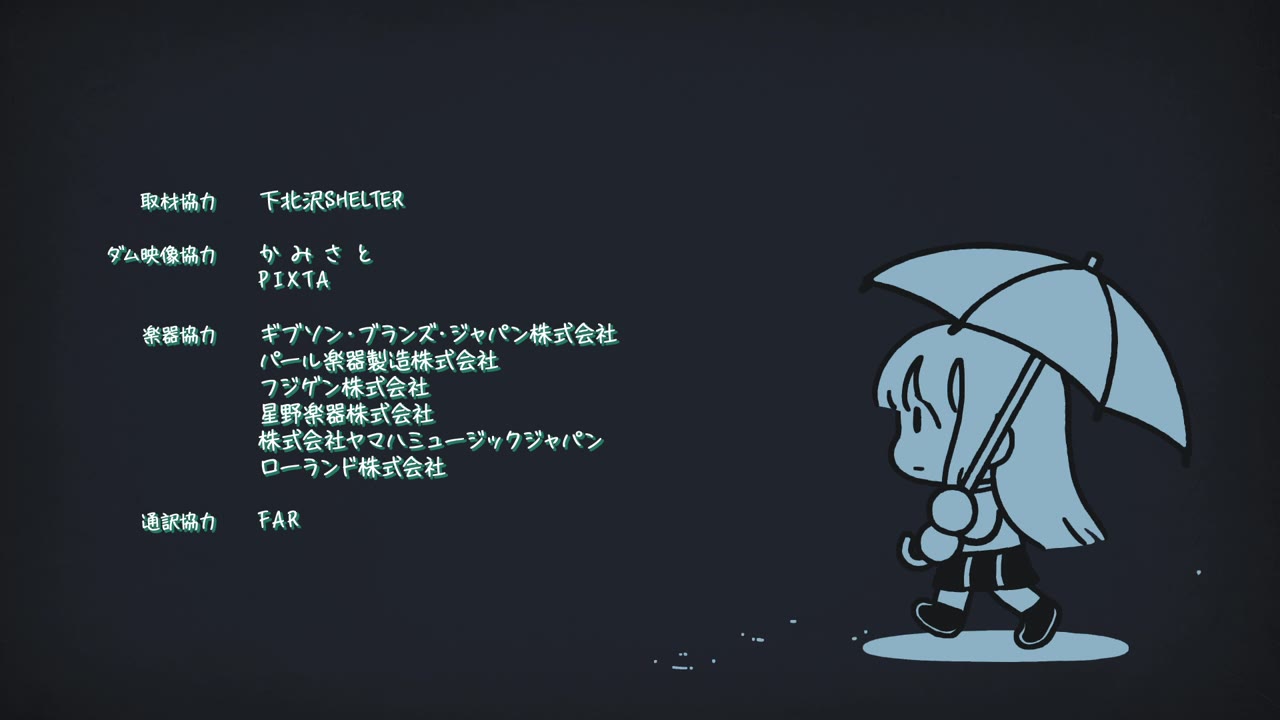 取材協力 下北沢SHELTER
ダム映像協力 かみさと
PIXTA
楽器協力 ギブソン・ブランズ・ジャパン株式会社
パール楽器製造株式会社
フジゲン株式会社
星野楽器株式会社
株式会社ヤマハミュージックジャパン
ローランド株式会社
通訳協力 FAR